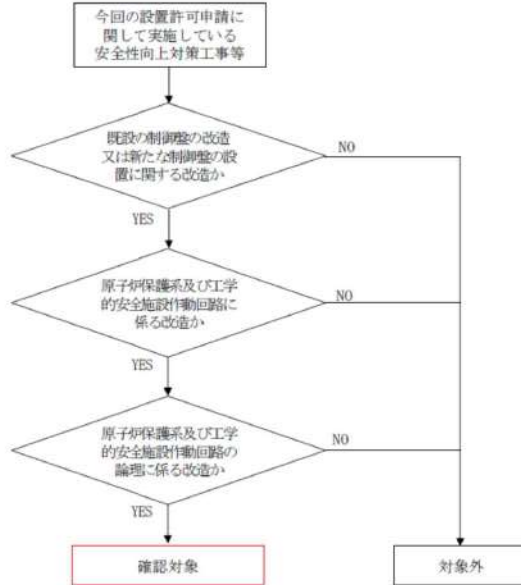 今回の設置許可申請に
関して実施している
安全性向上対策工事等
既設の制御盤の改造
又は新たな制御盤の設
置に関する改造か
NO
YES
原子炉保護系及び工学
的安全施設作動回路に
係る改造か
NO
YES
原子炉保護系及び工学
的安全施設作動回路の
論理に係る改造か
NO
YES
確認対象
対象外